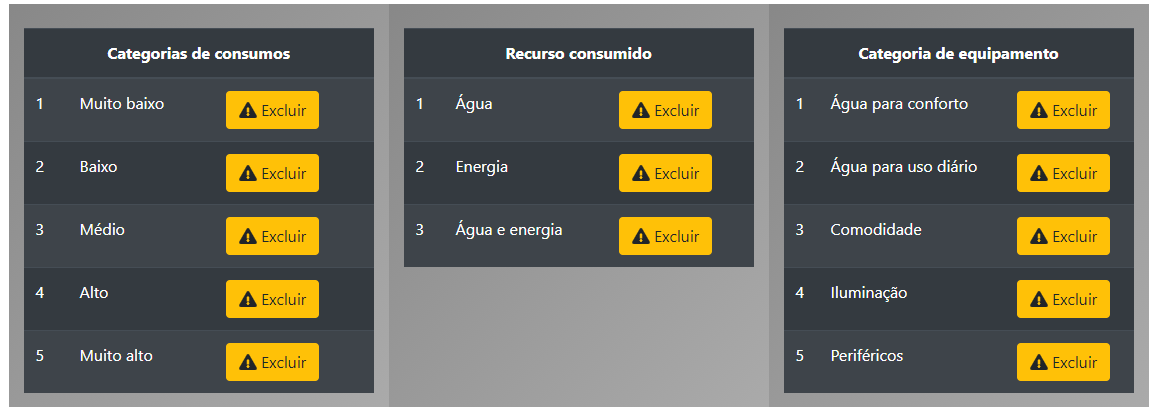 Categorias de consumos
1 Muito baixo Excluir
2 Baixo Excluir
3 Médio Excluir
4 Alto Excluir
5 Muito alto Excluir
Recurso consumido
1 Água Excluir
2 Energia Excluir
3 Água e energia Excluir
Categoria de equipamento
1 Água para conforto Excluir
2 Água para uso diário Excluir
3 Comodidade Excluir
4 Iluminação Excluir
5 Periféricos Excluir